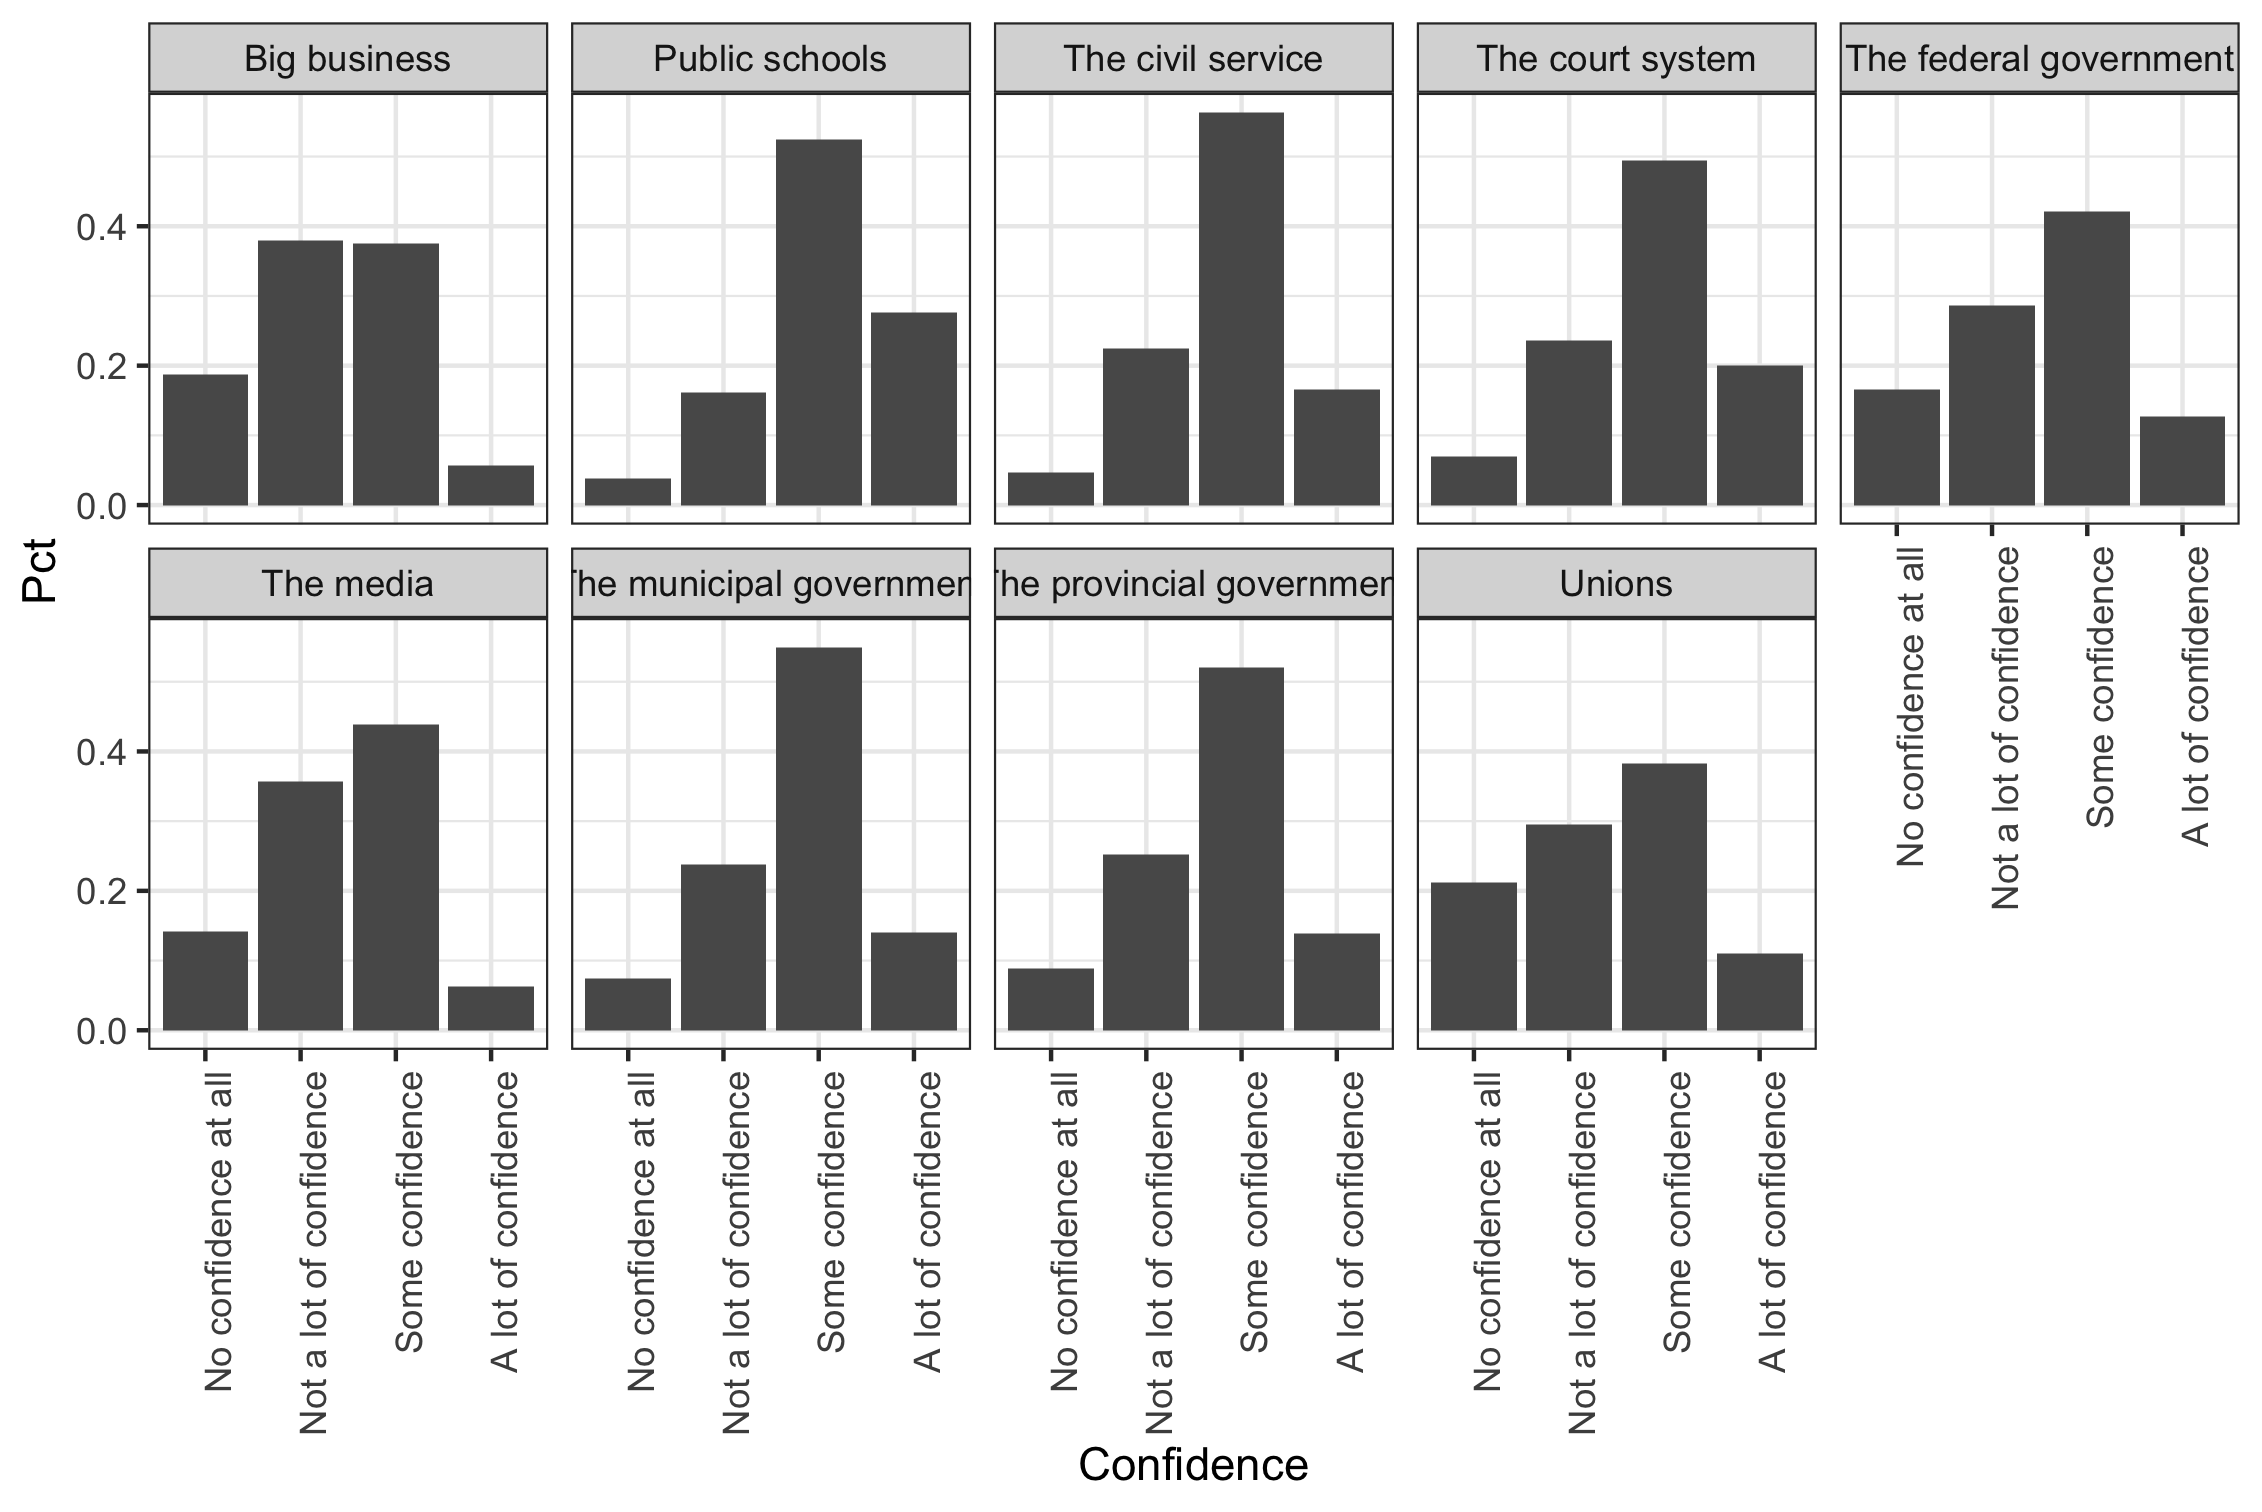 Big business
Public schools
The civil service
The court system
The federal government
0.4
0.2
0.0
Pct
No confidence at all
Not a lot of confidence
Some confidence
A lot of confidence
The media
he municipal governmen
he provincial governmen
Unions
0.4
0.2
0.0
No confidence at all
Not a lot of confidence
Some confidence
A lot of confidence
No confidence at all
Not a lot of confidence
Some confidence
A lot of confidence
No confidence at all
Not a lot of confidence
Some confidence
A lot of confidence
No confidence at all
Not a lot of confidence
Some confidence
A lot of confidence
Confidence